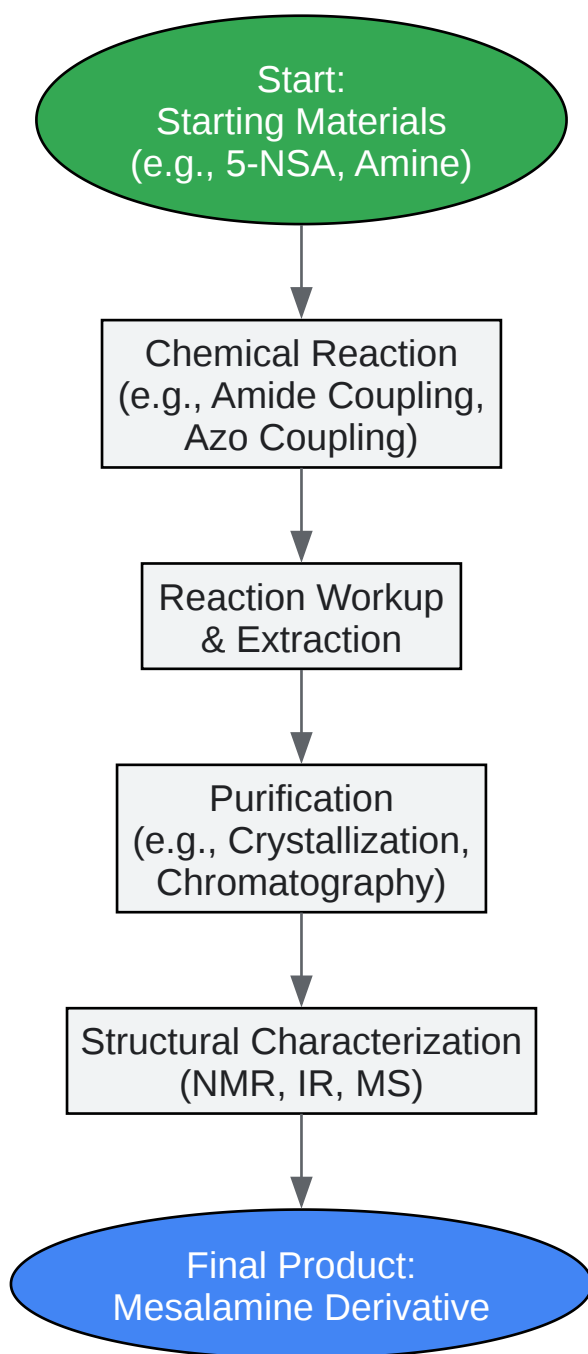 Start:
Starting Materials
(e.g., 5-NSA, Amine)
Chemical Reaction
(e.g., Amide Coupling,
Azo Coupling)
Reaction Workup
& Extraction
Purification
(e.g., Crystallization,
Chromatography)
Structural Characterization
(NMR, IR, MS)
Final Product:
Mesalamine Derivative